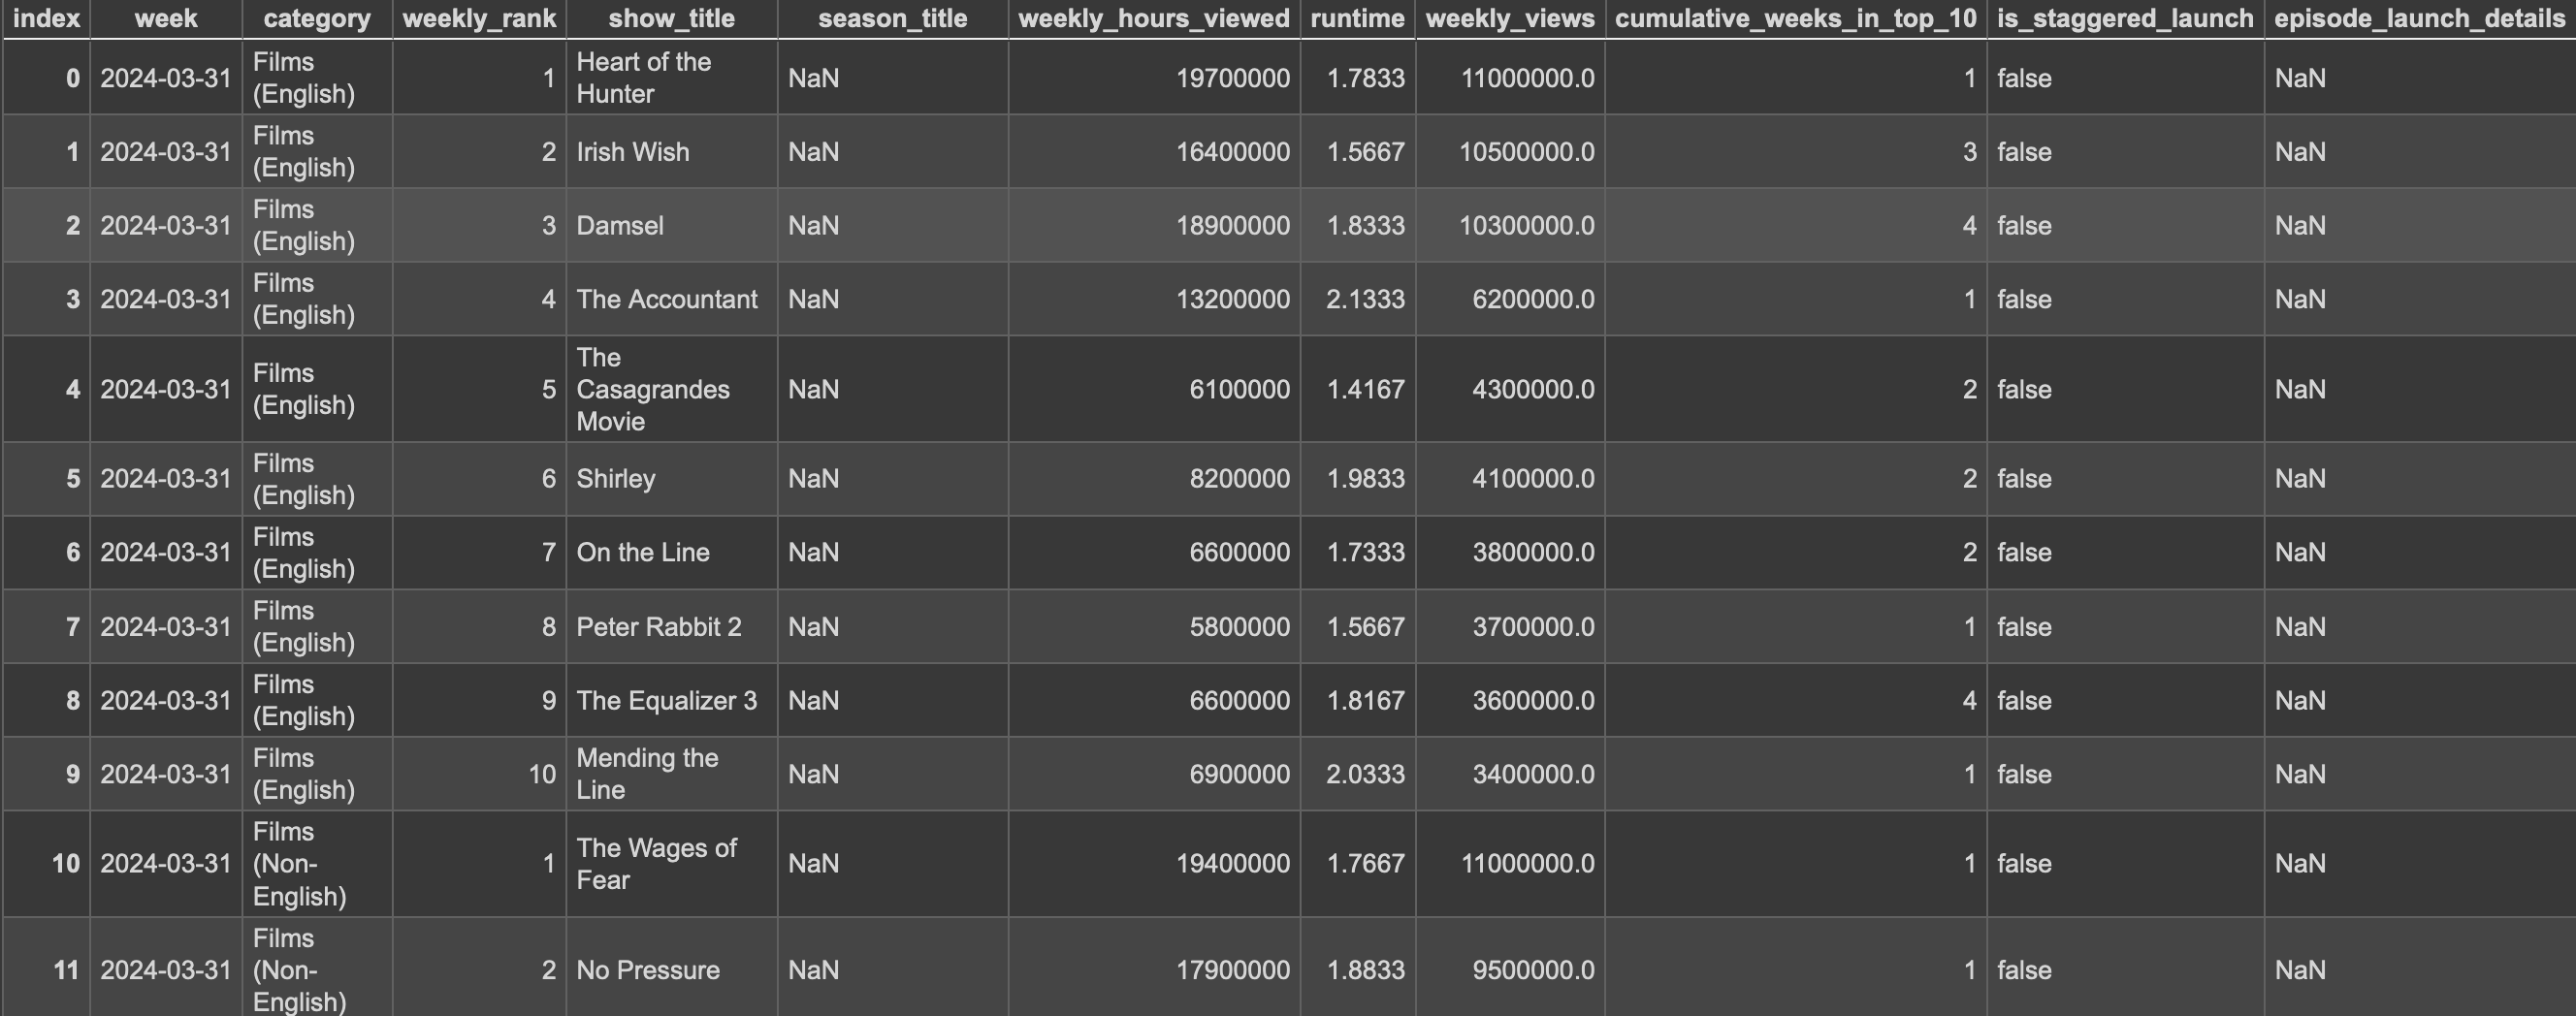 index week category weekly_rank show_title season_title weekly_hours_viewed runtime weekly_views cumulative_weeks_in_top_10 is_staggered_launch episode_launch_details
0 2024-03-31 Films (English) 1 Heart of the Hunter NaN 19700000 1.7833 11000000.0 1 false NaN
1 2024-03-31 Films (English) 2 Irish Wish NaN 16400000 1.5667 10500000.0 3 false NaN
2 2024-03-31 Films (English) 3 Damsel NaN 18900000 1.8333 10300000.0 4 false NaN
3 2024-03-31 Films (English) 4 The Accountant NaN 13200000 2.1333 6200000.0 1 false NaN
4 2024-03-31 Films (English) 5 The Casagrandes Movie NaN 6100000 1.4167 4300000.0 2 false NaN
5 2024-03-31 Films (English) 6 Shirley NaN 8200000 1.9833 4100000.0 2 false NaN
6 2024-03-31 Films (English) 7 On the Line NaN 6600000 1.7333 3800000.0 2 false NaN
7 2024-03-31 Films (English) 8 Peter Rabbit 2 NaN 5800000 1.5667 3700000.0 1 false NaN
8 2024-03-31 Films (English) 9 The Equalizer 3 NaN 6600000 1.8167 3600000.0 4 false NaN
9 2024-03-31 Films (English) 10 Mending the Line NaN 6900000 2.0333 3400000.0 1 false NaN
10 2024-03-31 Films (Non-English) 1 The Wages of Fear NaN 19400000 1.7667 11000000.0 1 false NaN
11 2024-03-31 Films (Non-English) 2 No Pressure NaN 17900000 1.8833 9500000.0 1 false NaN